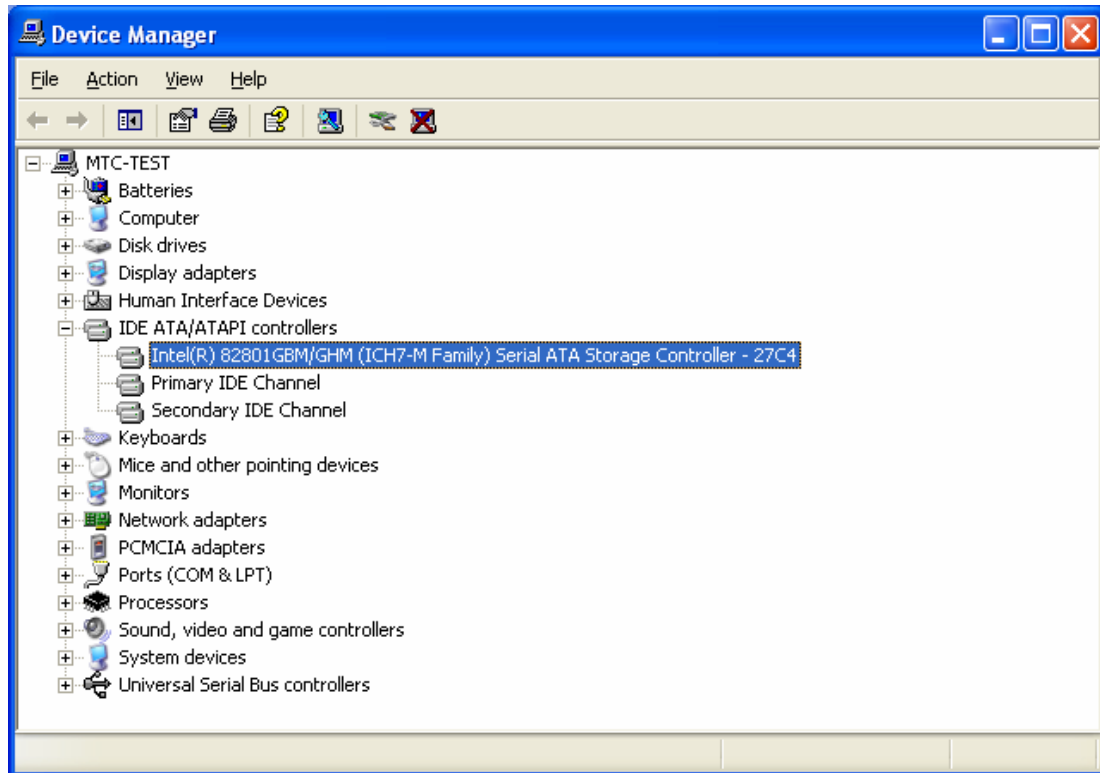 Device Manager
File Action View Help
MTC-TEST
Batteries
Computer
Disk drives
Display adapters
Human Interface Devices
IDE ATA/ATAPI controllers
Intel(R) 82801GBM/GHM (ICH7-M Family) Serial ATA Storage Controller - 27C4
Primary IDE Channel
Secondary IDE Channel
Keyboards
Mice and other pointing devices
Monitors
Network adapters
PCMCIA adapters
Ports (COM & LPT)
Processors
Sound, video and game controllers
System devices
Universal Serial Bus controllers